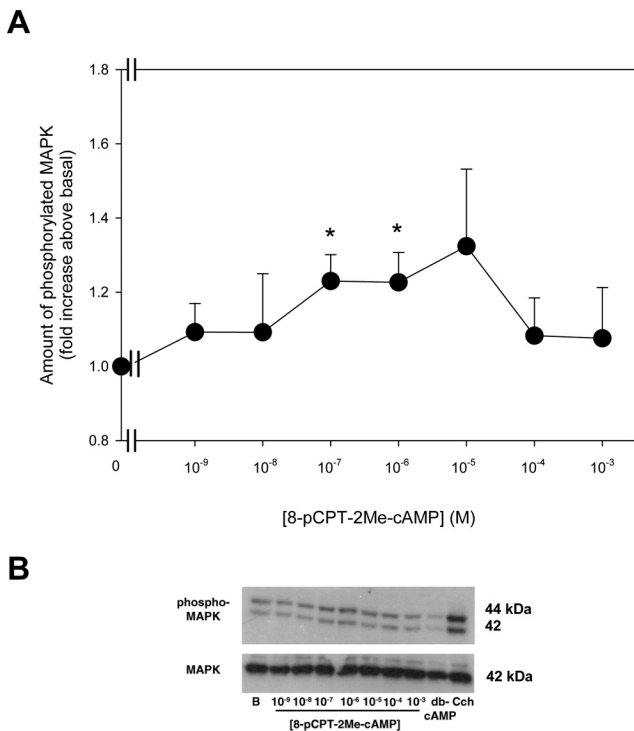 A
Amount of phosphorylated MAPK
(fold increase above basal)
1.8
1.6
1.4
1.2
1.0
0.8
* *
0 10⁻⁹ 10⁻⁸ 10⁻⁷ 10⁻⁶ 10⁻⁵ 10⁻⁴ 10⁻³
[8-pCPT-2Me-cAMP] (M)
B
phospho-
MAPK
44 kDa
42
MAPK
42 kDa
B 10⁻⁹ 10⁻⁸ 10⁻⁷ 10⁻⁶ 10⁻⁵ 10⁻⁴ 10⁻³ db- Cch
cAMP
[8-pCPT-2Me-cAMP]